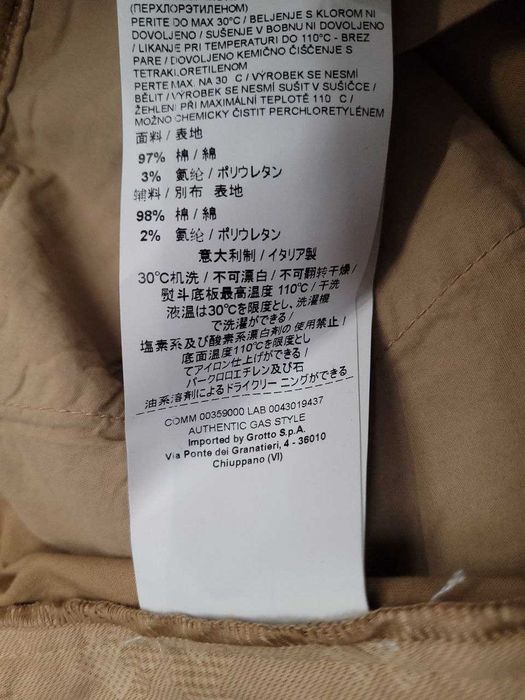 (ПЕРХЛОРЭТИЛЕНОМ)
PERITE DO MAX 30°C / BELJENJE S KLOROM NI
DOVOLJENO / SUŠENJE V BOBNU NI DOVOLJENO
/ LIKANJE PRI TEMPERATURI DO 110°C - BREZ
PARE / DOVOLJENO KEMIČNO ČIŠČENJE S
TETRAKLORETILENOM
PERTE MAX. NA 30 C / VÝROBEK SE NESMÍ
BĚLIT / VÝROBEK SE NESMÍ SUŠIT V SUŠIČCE /
ŽEHLENÍ PŘI MAXIMÁLNÍ TEPLOTĚ 110 C /
MOŽNO CHEMICKY ČISTIT PERCHLORETYLÉNEM
面料 / 表地
97% 棉 / 綿
3% 氨纶 / ポリウレタン
辅料 / 別布 表地
98% 棉 / 綿
2% 氨纶 / ポリウレタン
意大利制 / イタリア製
30°C机洗 / 不可漂白 / 不可翻转干燥 /
熨斗底板最高温度 110°C / 干洗
液温は30°Cを限度とし、洗濯機
で洗濯ができる /
塩素系及び酸素系漂白剤の 使用禁止 /
底面温度110°Cを限度とし
てアイロン仕上げができる /
パークロロエチレン及び石
油系溶剤によるドライクリー ニングができる
COMM 00359000 LAB 0043019437
AUTHENTIC GAS STYLE
Imported by Grotto S.p.A.
Via Ponte dei Granatieri, 4 - 36010
Chiuppano (VI)